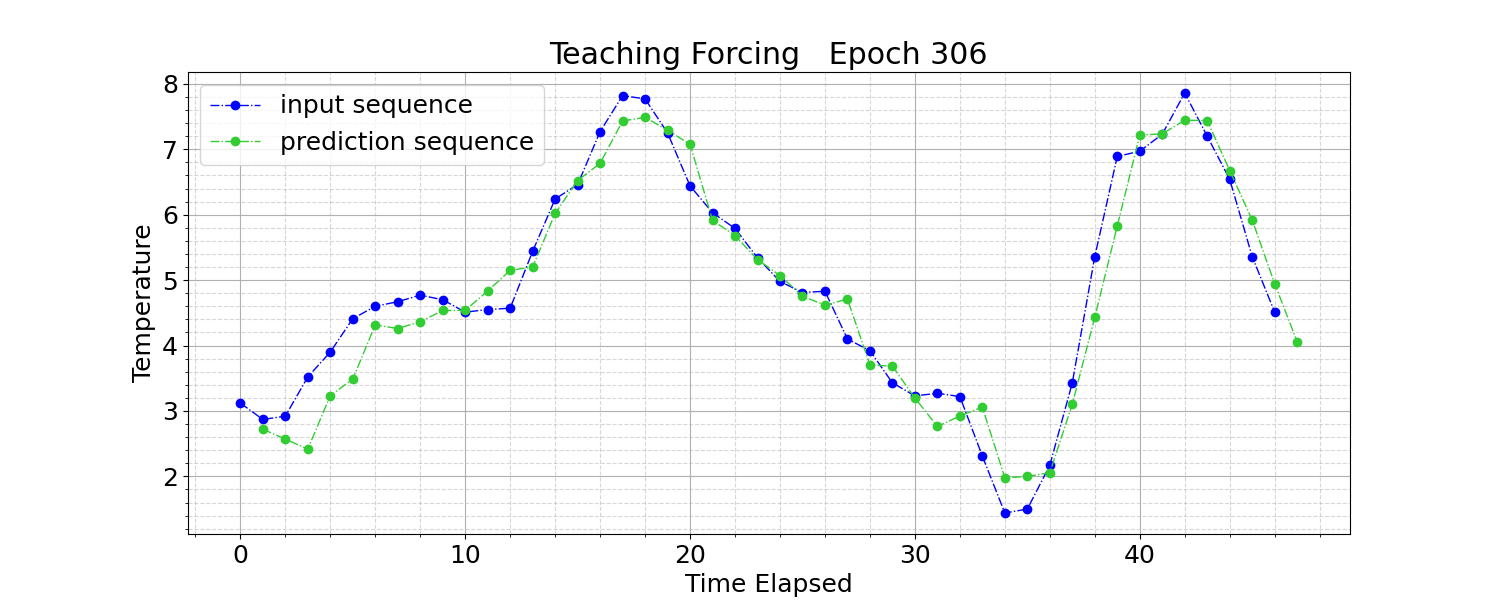 Teaching Forcing   Epoch 306
input sequence
prediction sequence
Temperature
8
7
6
5
4
3
2
0 10 20 30 40
Time Elapsed